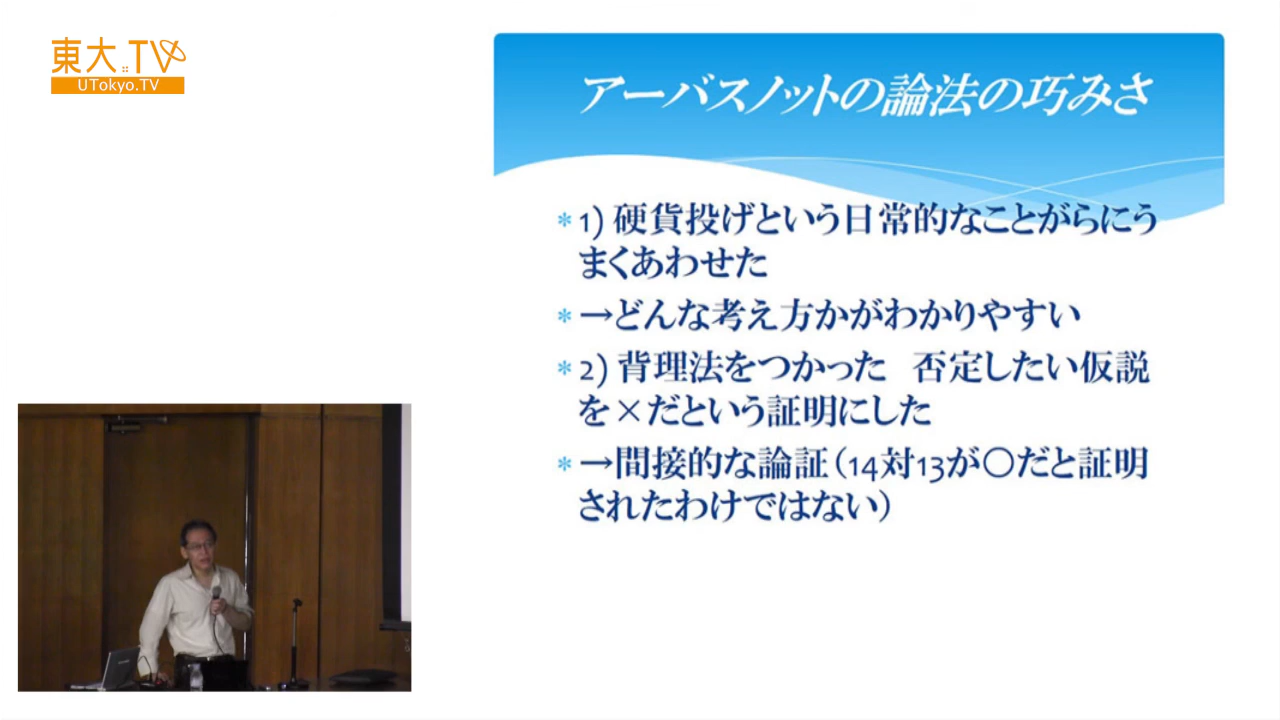 東大TV
UTokyo.TV
アーバスノットの論法の巧みさ
*1) 硬貨投げという日常的なことがらにう
まくあわせた
*→どんな考え方かがわかりやすい
*2) 背理法をつかった 否定したい仮説
を×だという証明にした
*→間接的な論証（14対13が〇だと証明
されたわけではない）